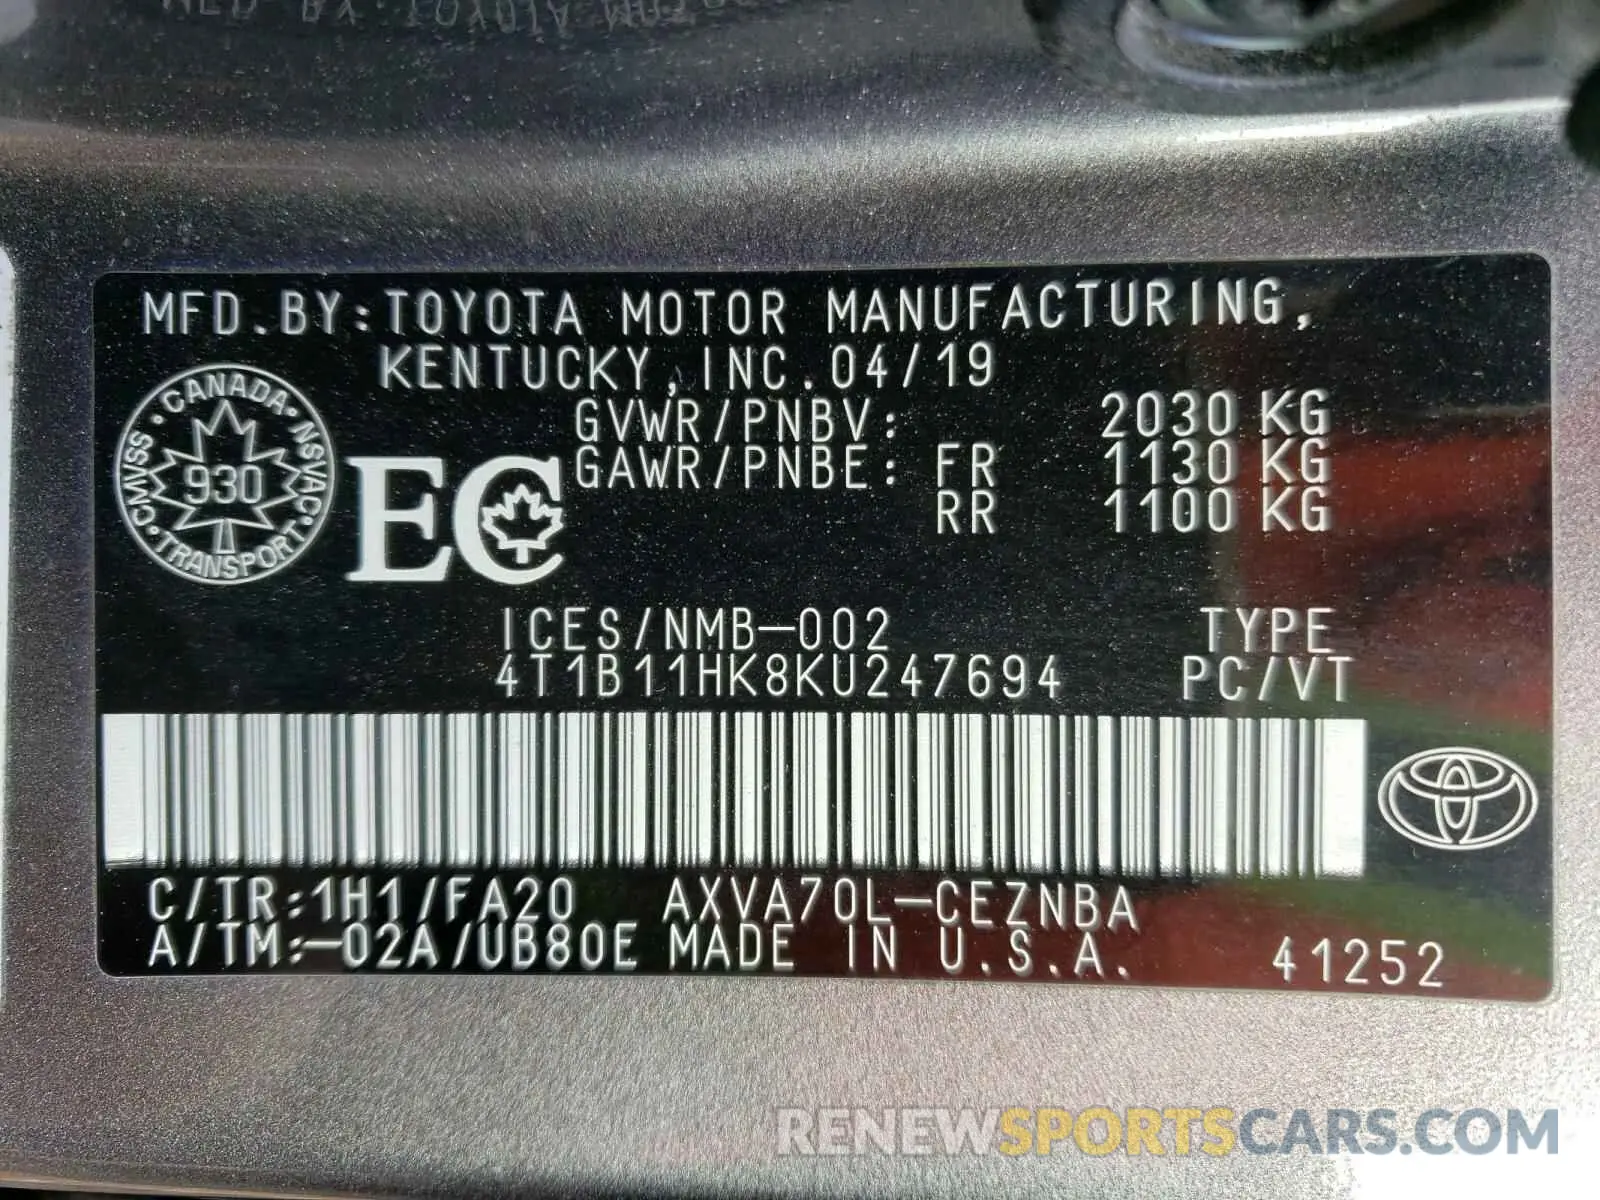 MFD. BY: TOYOTA MOTOR MANUFACTURING,
KENTUCKY, INC. 04/19
GVWR/PNBV: 2030 KG
GAWR/PNBE: FR 1130 KG
RR 1100 KG
CANADA
CMVSS NSVAC
930
TRANSPORT
EC
ICES/NMB-002 TYPE
4T1B11HK8KU247694 PC/VT
C/TR:1H1/FA20 AXVA70L-CEZNBA
A/TM:-02A/UB80E MADE IN U.S.A. 41252
RENEWSPORTSCARS.COM